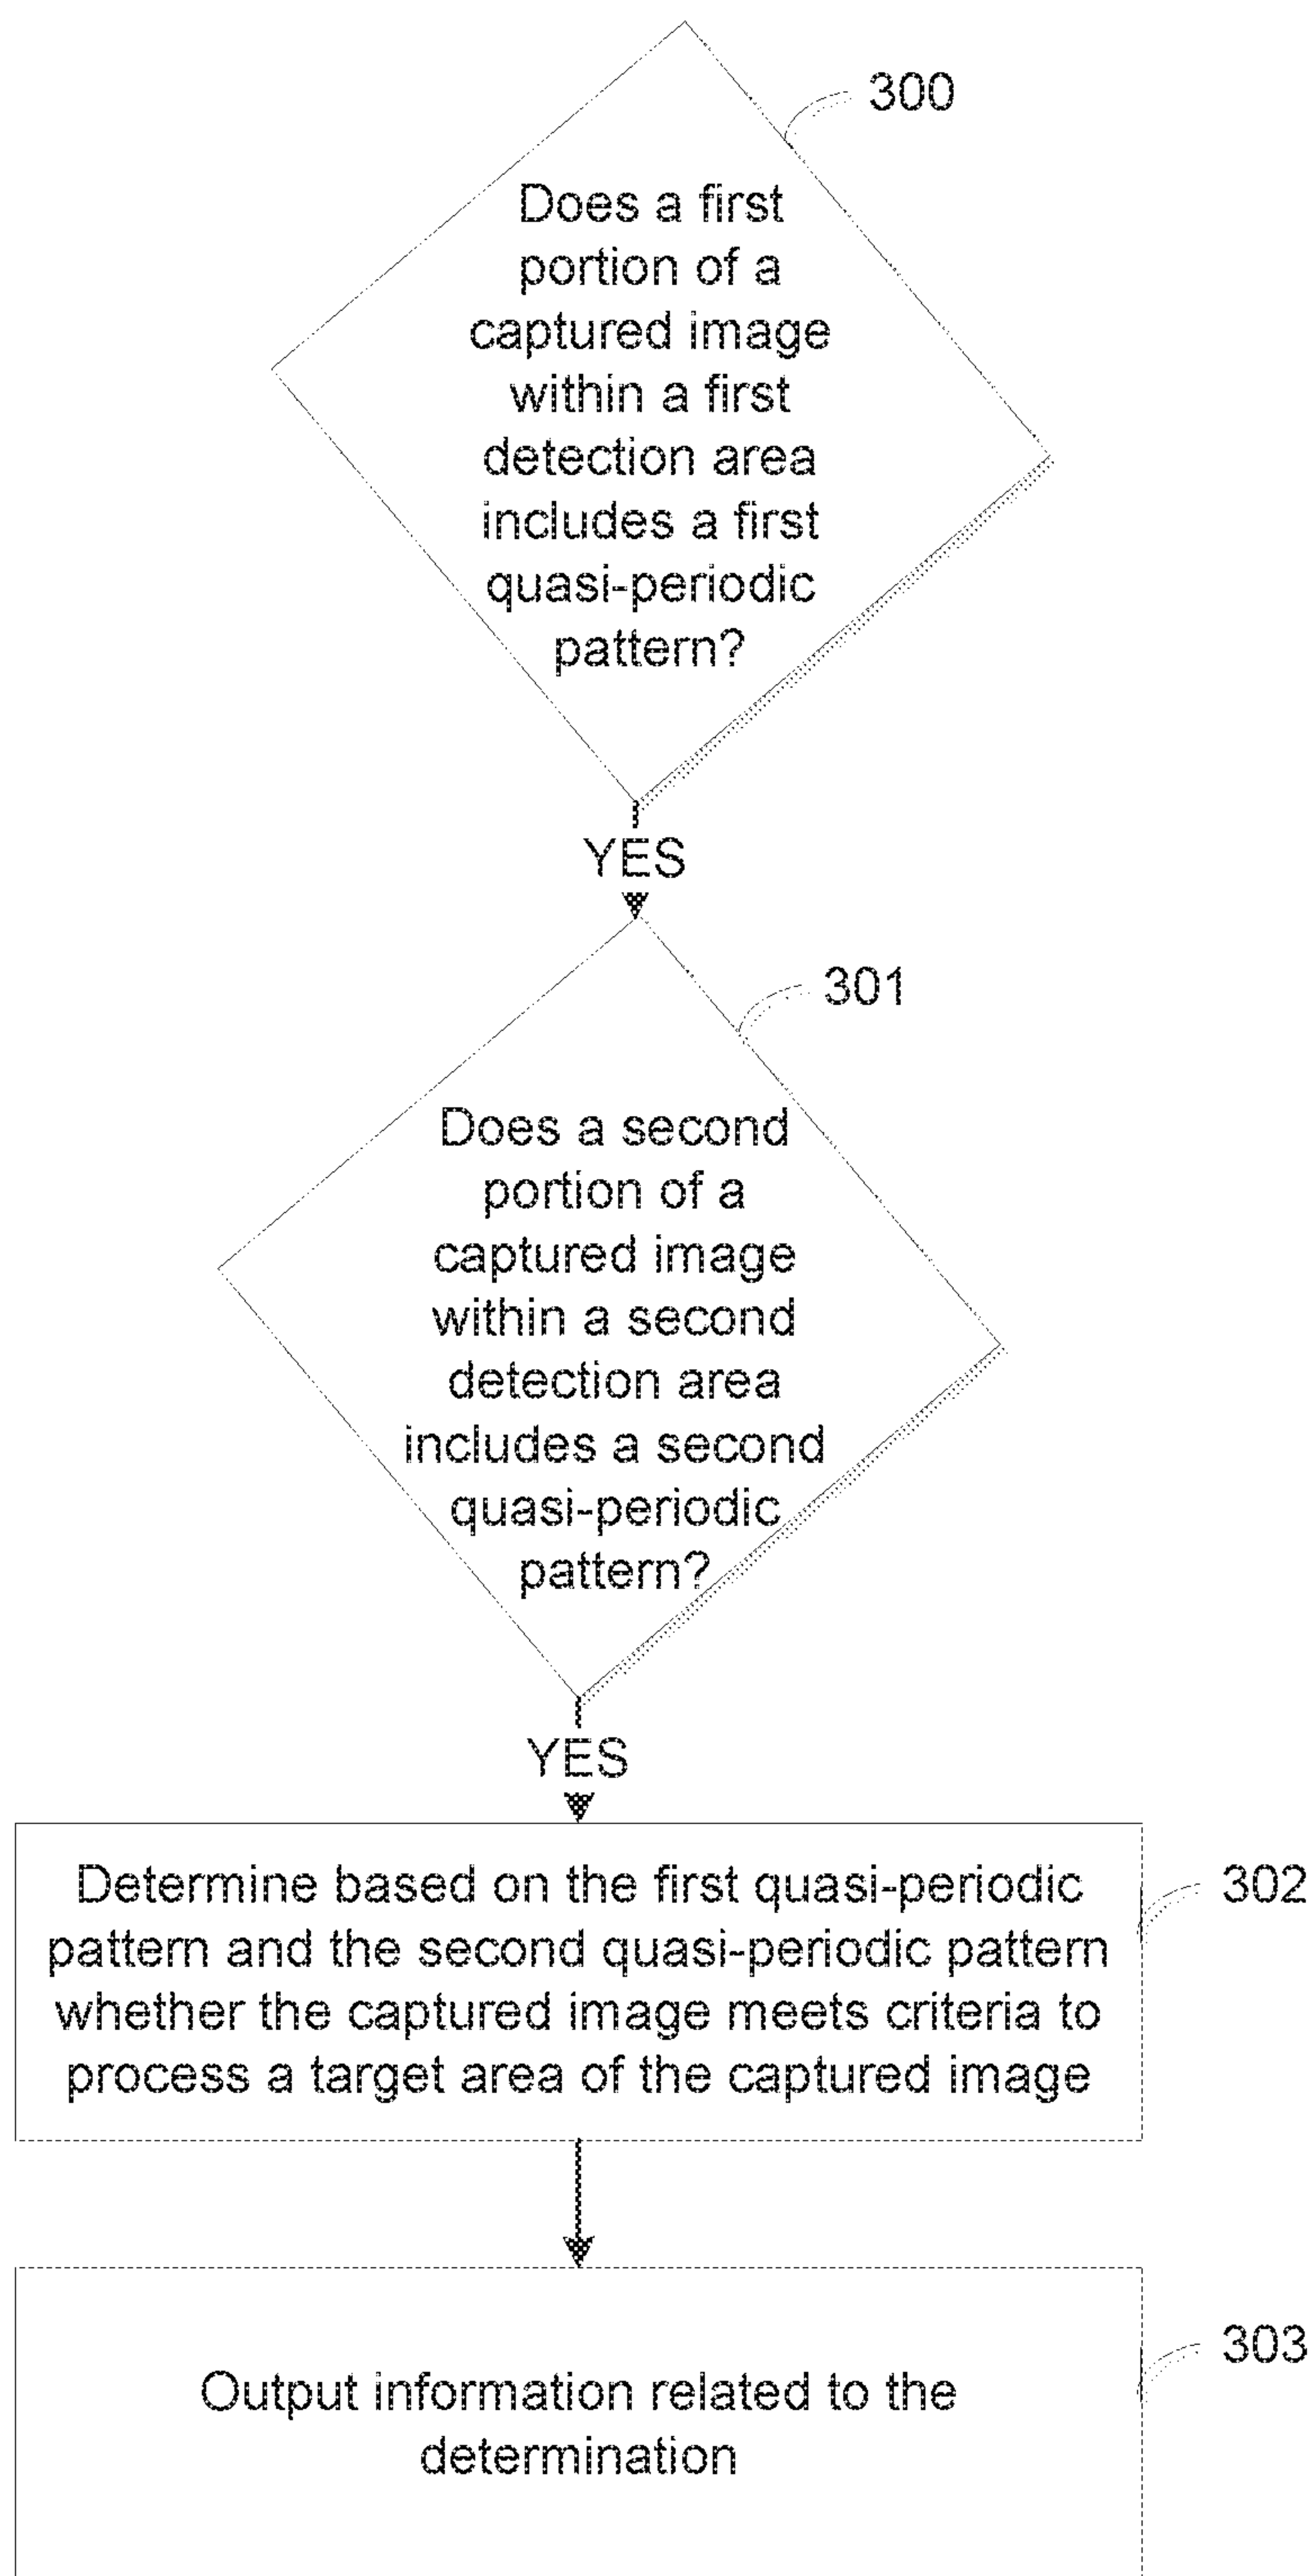 300
Does a first
portion of a
captured image
within a first
detection area
includes a first
quasi-periodic
pattern?
YES
301
Does a second
portion of a
captured image
within a second
detection area
includes a second
quasi-periodic
pattern?
YES
Determine based on the first quasi-periodic
pattern and the second quasi-periodic pattern
whether the captured image meets criteria to
process a target area of the captured image
302
Output information related to the
determination
303